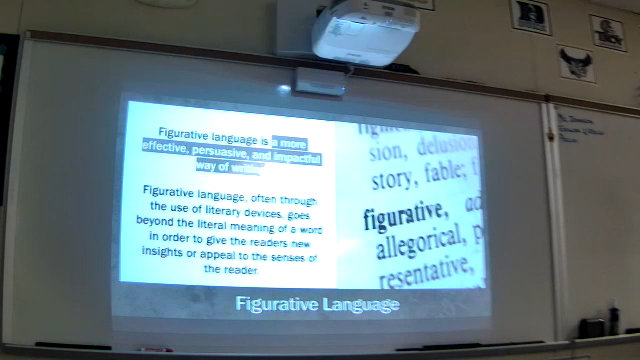 Figurative language is a more
effective, persuasive, and impactful
way of writing.
Figurative language, often through
the use of literary devices, goes
beyond the literal meaning of a word
in order to give the readers new
insights or appeal to the senses of
the reader.
sion, delusion
story, fable;
figurative,
allegorical,
resentative,
Figurative Language